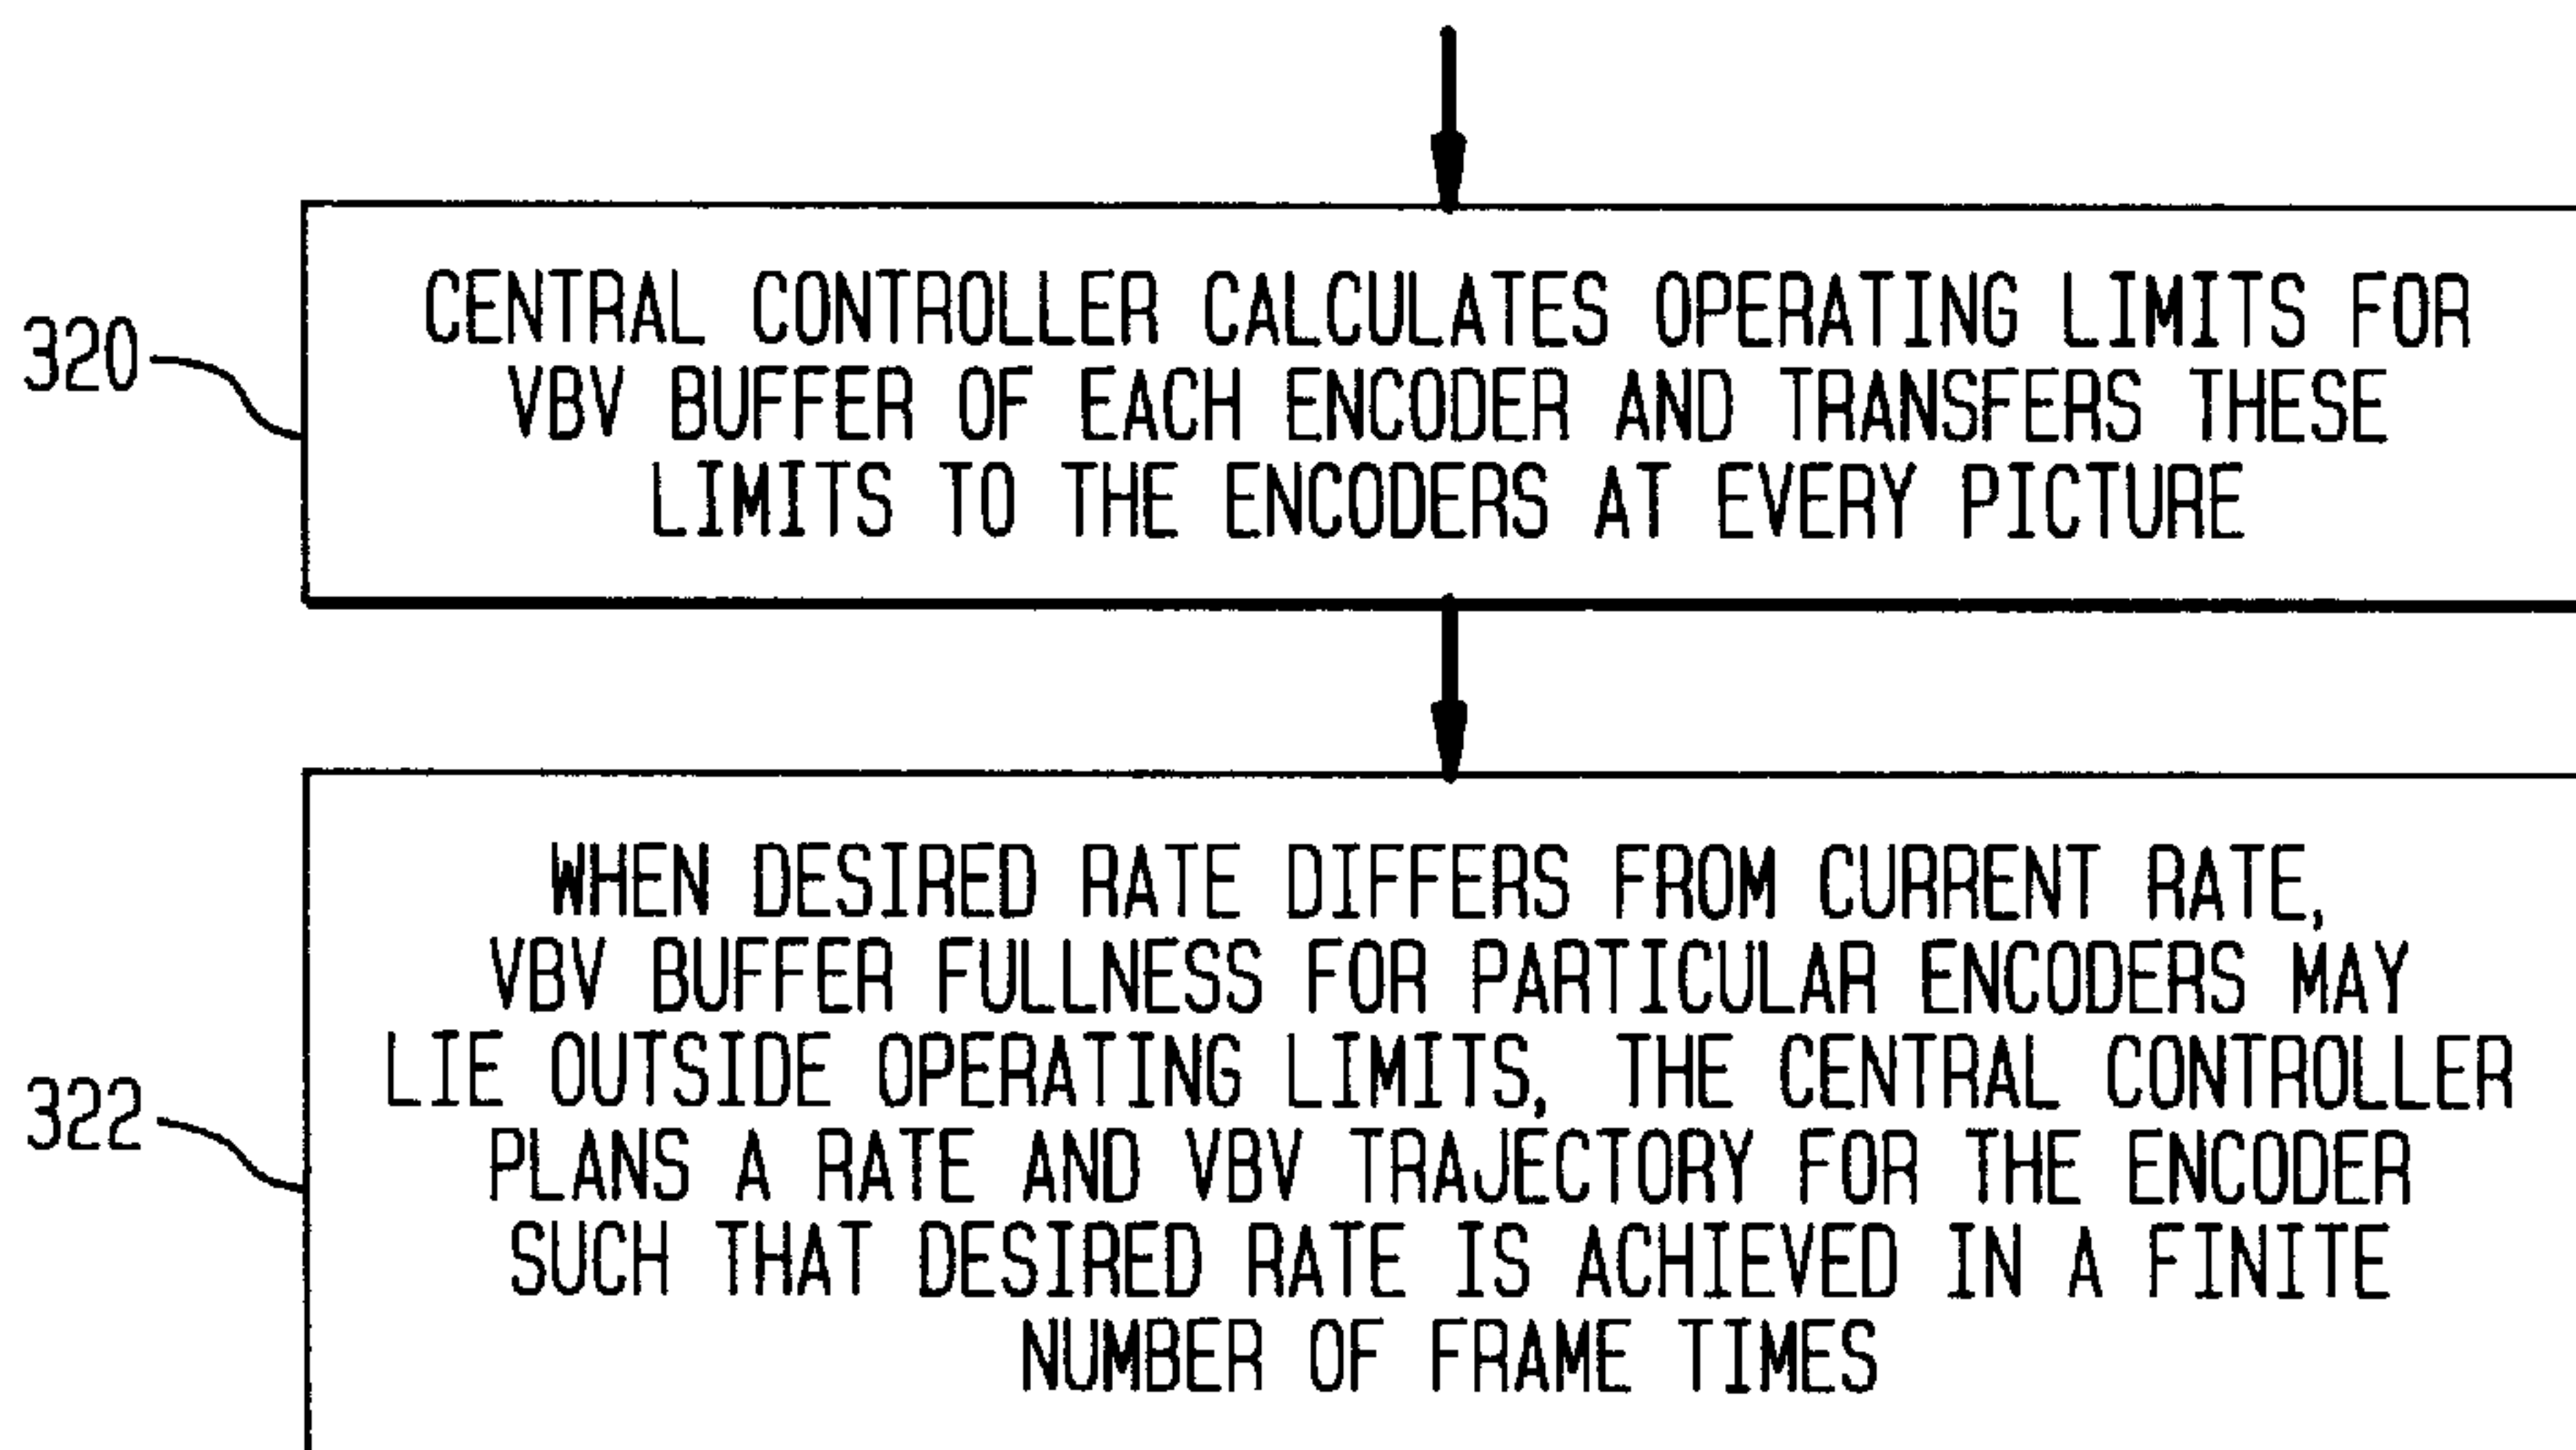 320
CENTRAL CONTROLLER CALCULATES OPERATING LIMITS FOR
VBV BUFFER OF EACH ENCODER AND TRANSFERS THESE
LIMITS TO THE ENCODERS AT EVERY PICTURE
322
WHEN DESIRED RATE DIFFERS FROM CURRENT RATE,
VBV BUFFER FULLNESS FOR PARTICULAR ENCODERS MAY
LIE OUTSIDE OPERATING LIMITS, THE CENTRAL CONTROLLER
PLANS A RATE AND VBV TRAJECTORY FOR THE ENCODER
SUCH THAT DESIRED RATE IS ACHIEVED IN A FINITE
NUMBER OF FRAME TIMES